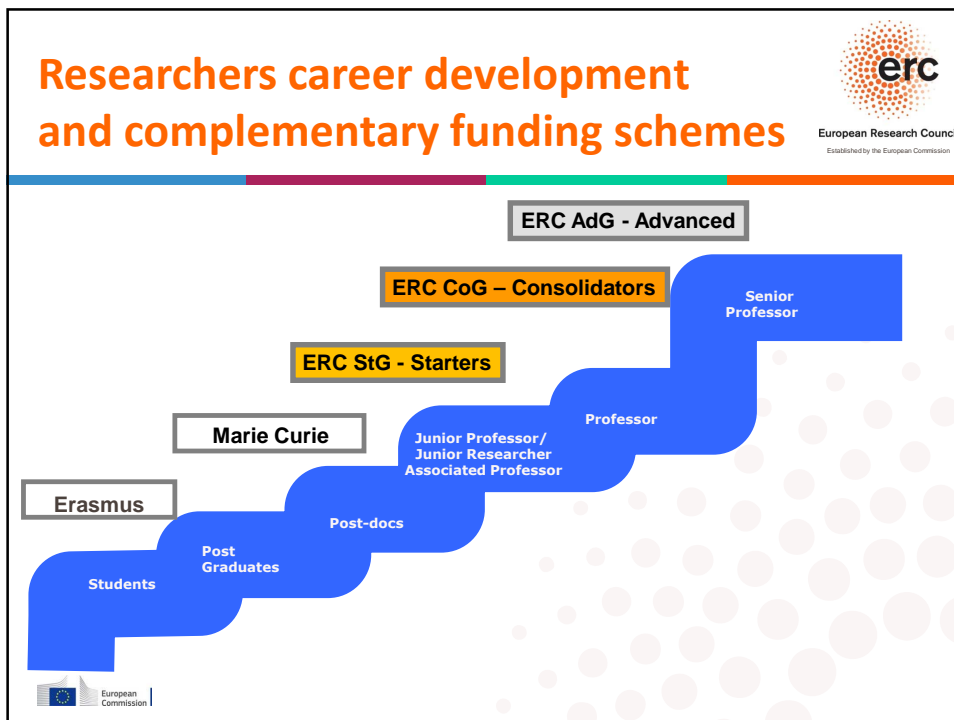 Researchers career development
and complementary funding schemes
erc
European Research Counci
Established by the European Commission
ERC AdG - Advanced
ERC CoG – Consolidators
Senior
Professor
ERC StG - Starters
Professor
Marie Curie
Junior Professor/
Junior Researcher
Associated Professor
Erasmus
Post-docs
Post
Graduates
Students
European
Commission